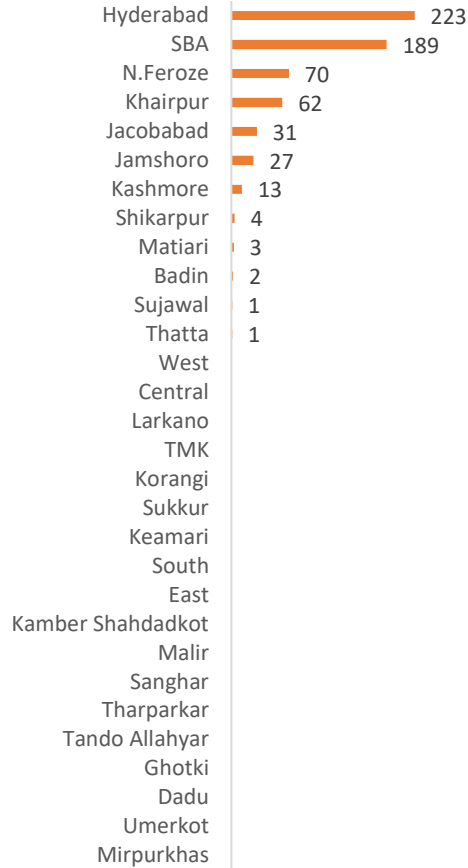 Hyderabad 223
SBA 189
N.Feroze 70
Khairpur 62
Jacobabad 31
Jamshoro 27
Kashmore 13
Shikarpur 4
Matiari 3
Badin 2
Sujawal 1
Thatta 1
West
Central
Larkano
TMK
Korangi
Sukkur
Keamari
South
East
Kamber Shahdadkot
Malir
Sanghar
Tharparkar
Tando Allahyar
Ghotki
Dadu
Umerkot
Mirpurkhas